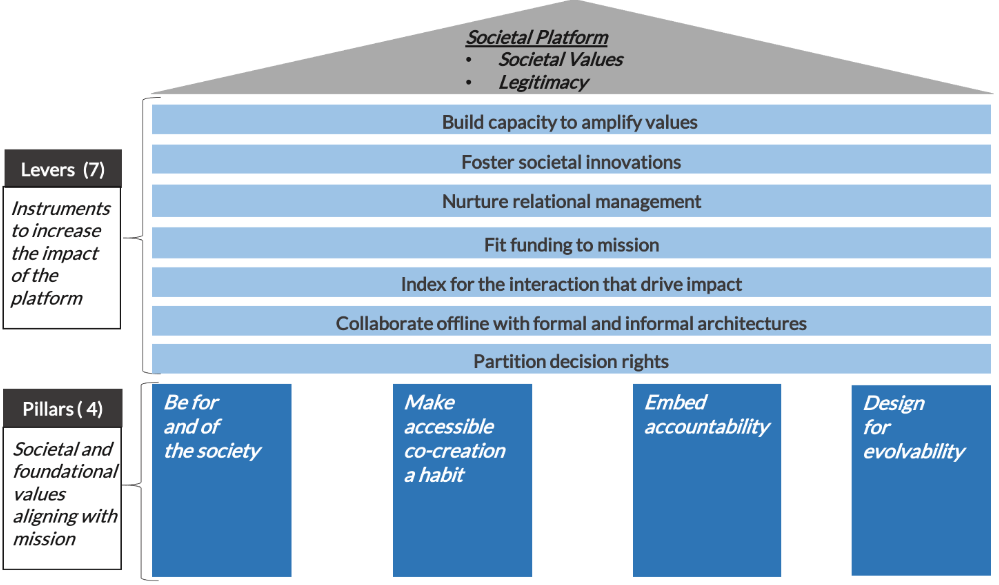 Societal Platform
• Societal Values
• Legitimacy
Build capacity to amplify values
Foster societal innovations
Nurture relational management
Fit funding to mission
Index for the interaction that drive impact
Collaborate offline with formal and informal architectures
Partition decision rights
Levers (7)
Instruments
to increase
the impact
of the
platform
Pillars ( 4)
Societal and
foundational
values
aligning with
mission
Be for
and of
the society
Make
accessible
co-creation
a habit
Embed
accountability
Design
for
evolvability